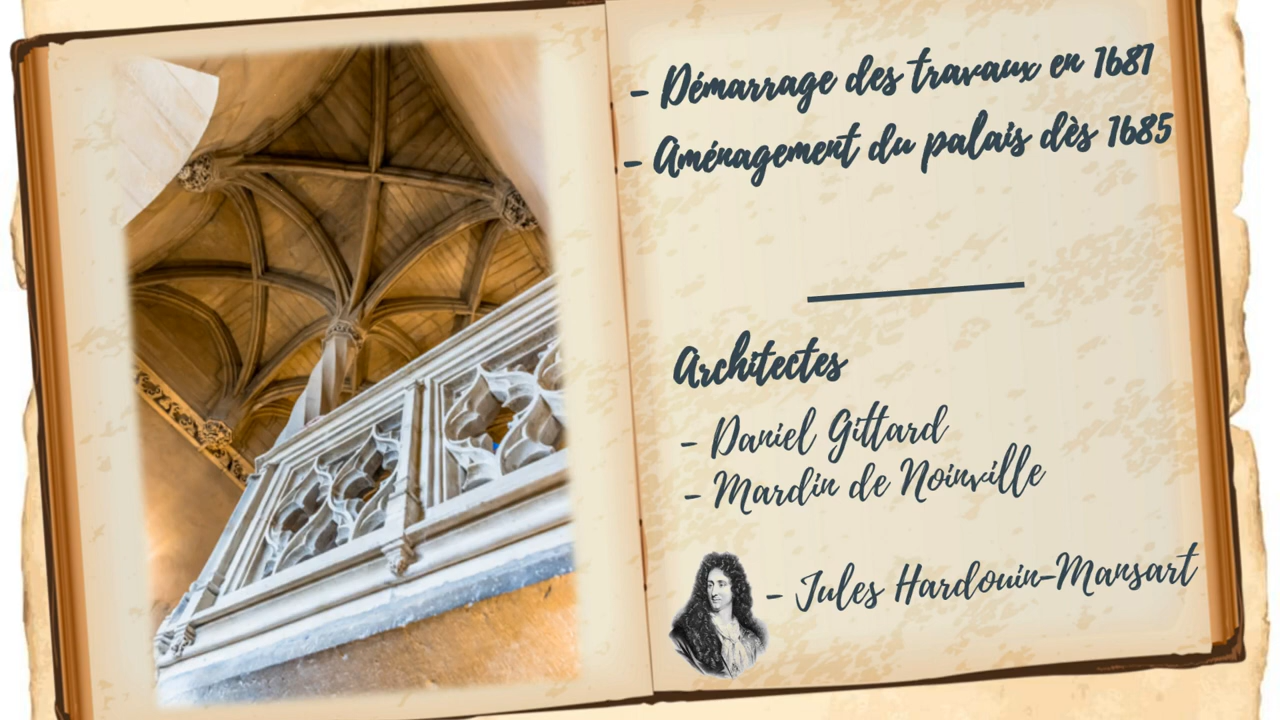 - Démarrage des travaux en 1681
- Aménagement du palais dès 1685
Architectes
- Daniel Gittard
- Mardin de Noinville
- Jules Hardouin-Mansart